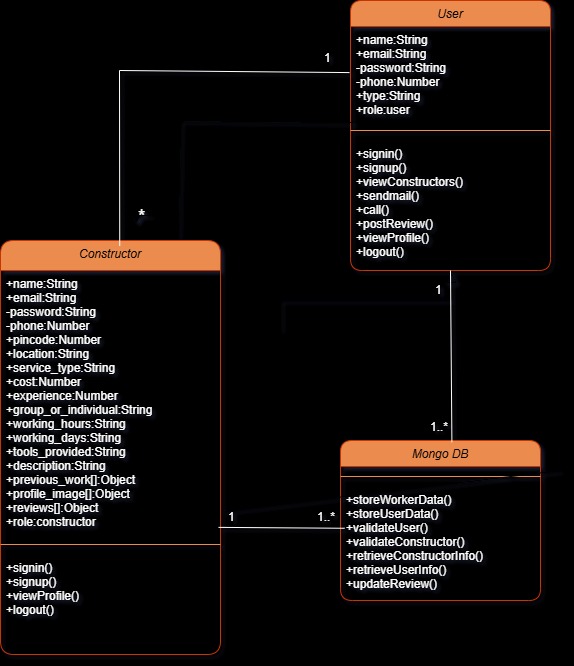 User
+name:String
+email:String
-password:String
-phone:Number
+type:String
+role:user
+signin()
+signup()
+viewConstructors()
+sendmail()
+call()
+postReview()
+viewProfile()
+logout()
1
*
Constructor
+name:String
+email:String
-password:String
-phone:Number
+pincode:Number
+location:String
+service_type:String
+cost:Number
+experience:Number
+group_or_individual:String
+working_hours:String
+working_days:String
+tools_provided:String
+description:String
+previous_work[]:Object
+profile_image[]:Object
+reviews[]:Object
+role:constructor
+signin()
+signup()
+viewProfile()
+logout()
1
1..*
1
1..*
Mongo DB
+storeWorkerData()
+storeUserData()
+validateUser()
+validateConstructor()
+retrieveConstructorInfo()
+retrieveUserInfo()
+updateReview()